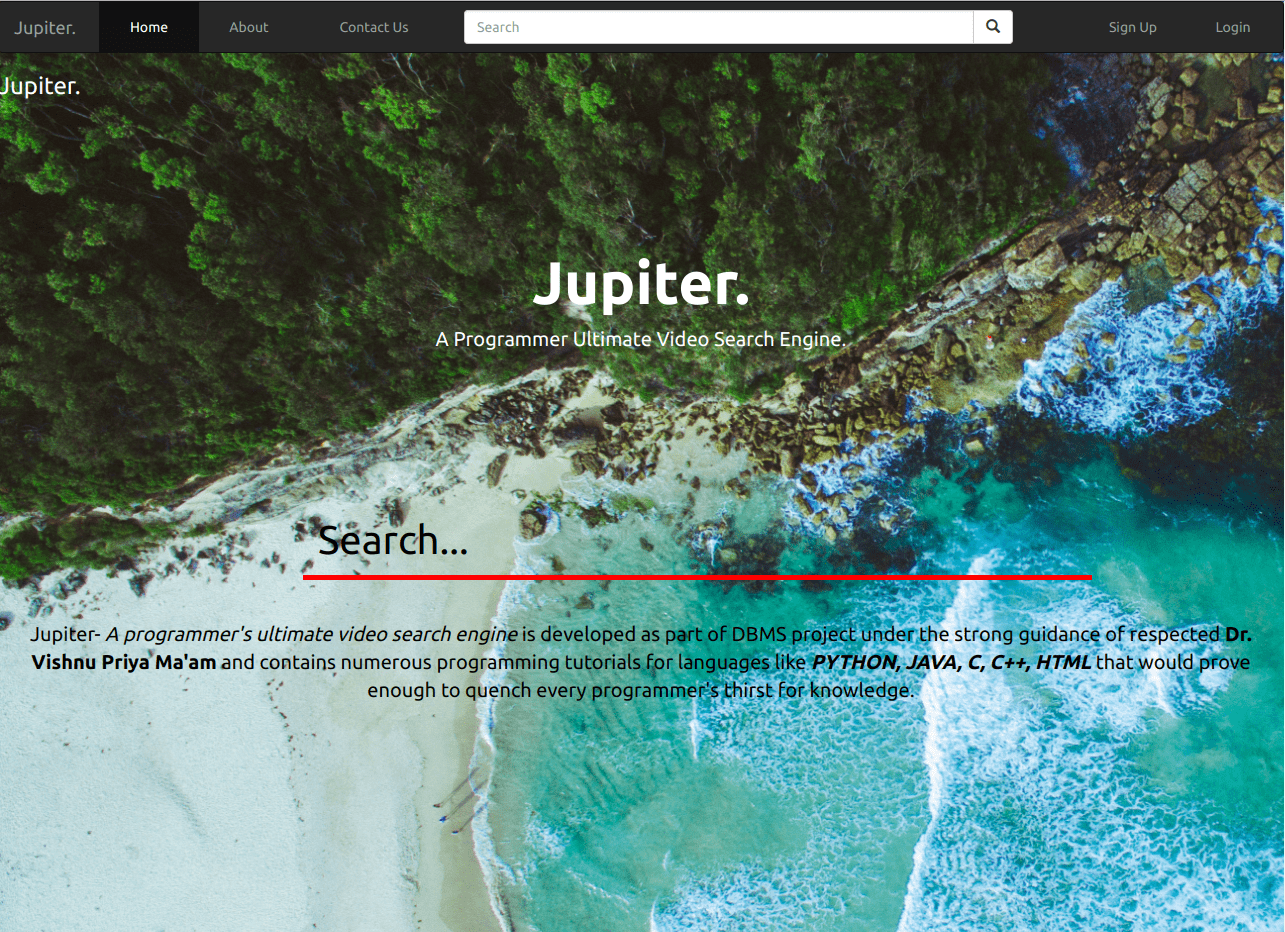 Jupiter. Home About Contact Us Search Sign Up Login
Jupiter.
Jupiter.
A Programmer Ultimate Video Search Engine.
Search...
Jupiter- A programmer's ultimate video search engine is developed as part of DBMS project under the strong guidance of respected Dr.
Vishnu Priya Ma'am and contains numerous programming tutorials for languages like PYTHON, JAVA, C, C++, HTML that would prove
enough to quench every programmer's thirst for knowledge.